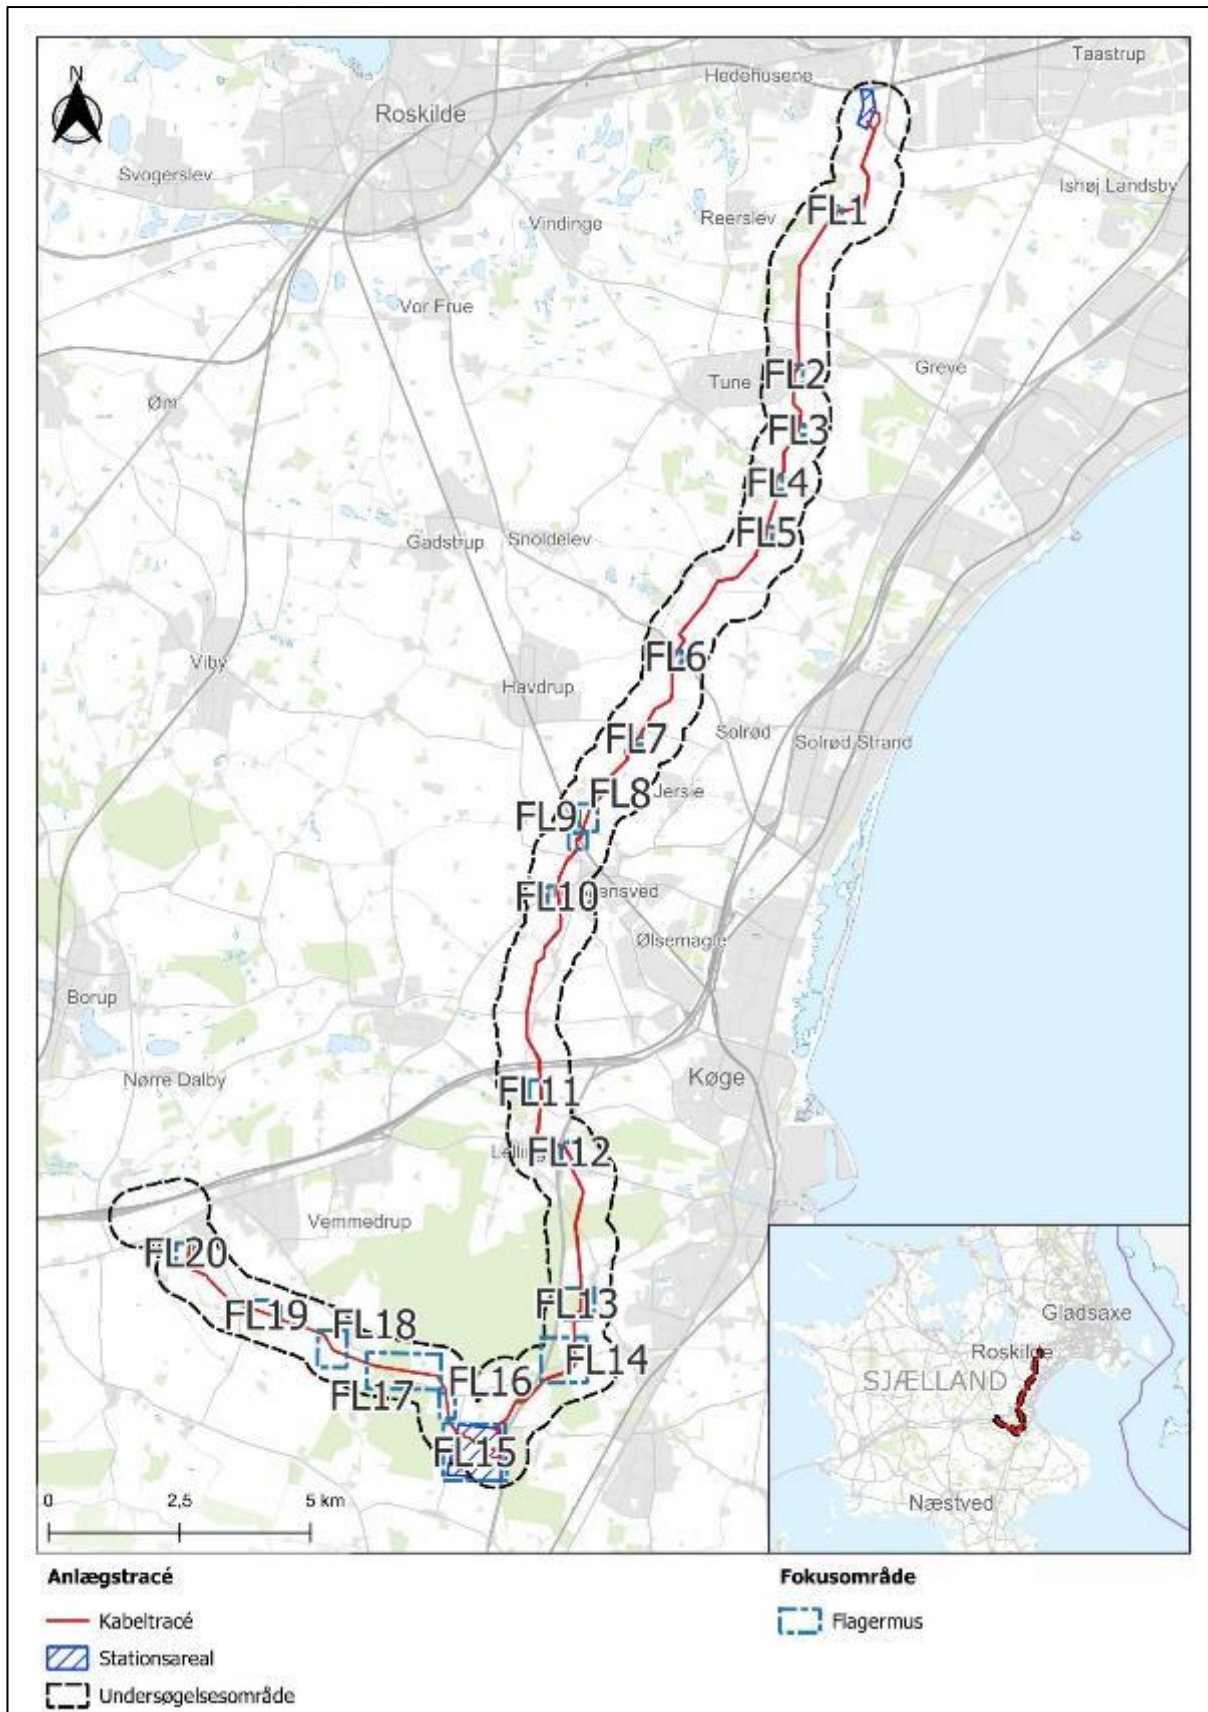 N
Taastrup
Hedehusene
Roskilde
Svogerslev
Ishøj Landsby
FL1
Reerslev
Vindinge
Vor Frue
Greve
FL2
Tune
Øm
FL3
FL4
FL5
Gadstrup
Snoldelev
FL6
Viby
Havdrup
Solrød
FL7
Solrød Strand
FL8
Jersie
FL9
FL10
ensved
Ølsemagle
Borup
Nørre Dalby
Køge
FL11
Lelling
FL12
Vemmedrup
FL20
FL13
FL19
FL18
FL14
FL16
FL17
FL15
0
2,5
5 km
Gladsaxe
Roskilde
SJÆLLAND
Næstved
Anlægstracé
Fokusområde
Kabeltracé
Flagermus
Stationsareal
Undersøgelsesområde